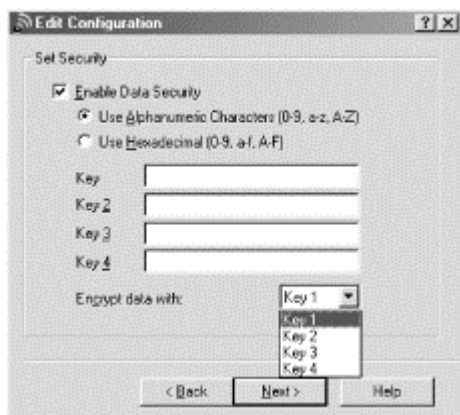 Edit Configuration
Set Security
Enable Data Security
Use Alphanumeric Characters (0-9, a-z, A-Z)
Use Hexadecimal (0-9, a-f, A-F)
Key
Key 2
Key 3
Key 4
Encrypt data with: Key 1
Key 1
Key 2
Key 3
Key 4
< Back Next > Help